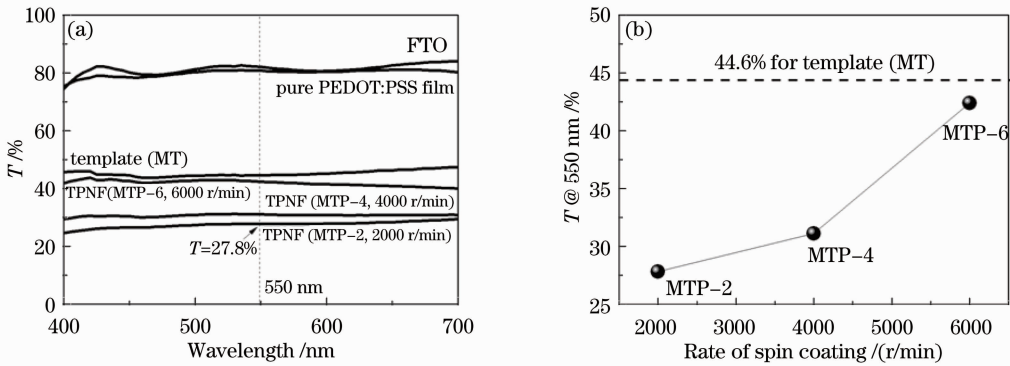 (a)
100
80
60
40
20
0
T /%
FTO
pure PEDOT:PSS film
template (MT)
TPNF(MTP-6, 6000 r/min)
TPNF (MTP-4, 4000 r/min)
T=27.8%
TPNF (MTP-2, 2000 r/min)
550 nm
400
500
600
700
Wavelength /nm
(b)
50
45
40
35
30
25
T @ 550 nm /%
44.6% for template (MT)
MTP-6
MTP-4
MTP-2
2000
3000
4000
5000
6000
Rate of spin coating /(r/min)